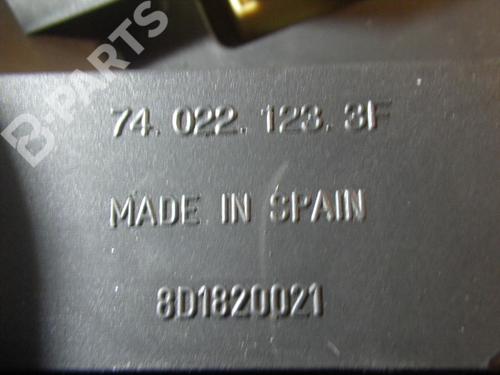 B-PARTS
74. 022. 123. 3F
MADE IN SPAIN
8D1820021